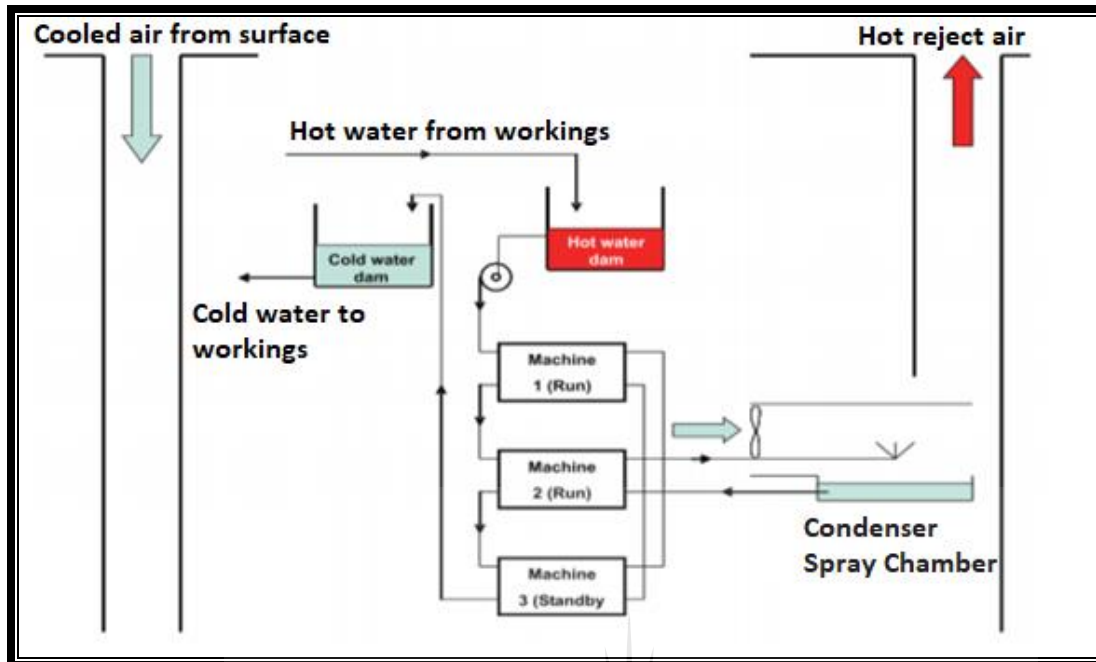 Cooled air from surface
Hot reject air
Hot water from workings
Hot water
dam
Cold water
dam
Cold water to
workings
Machine
1 (Run)
Machine
2 (Run)
Condenser
Spray Chamber
Machine
3 (Standby